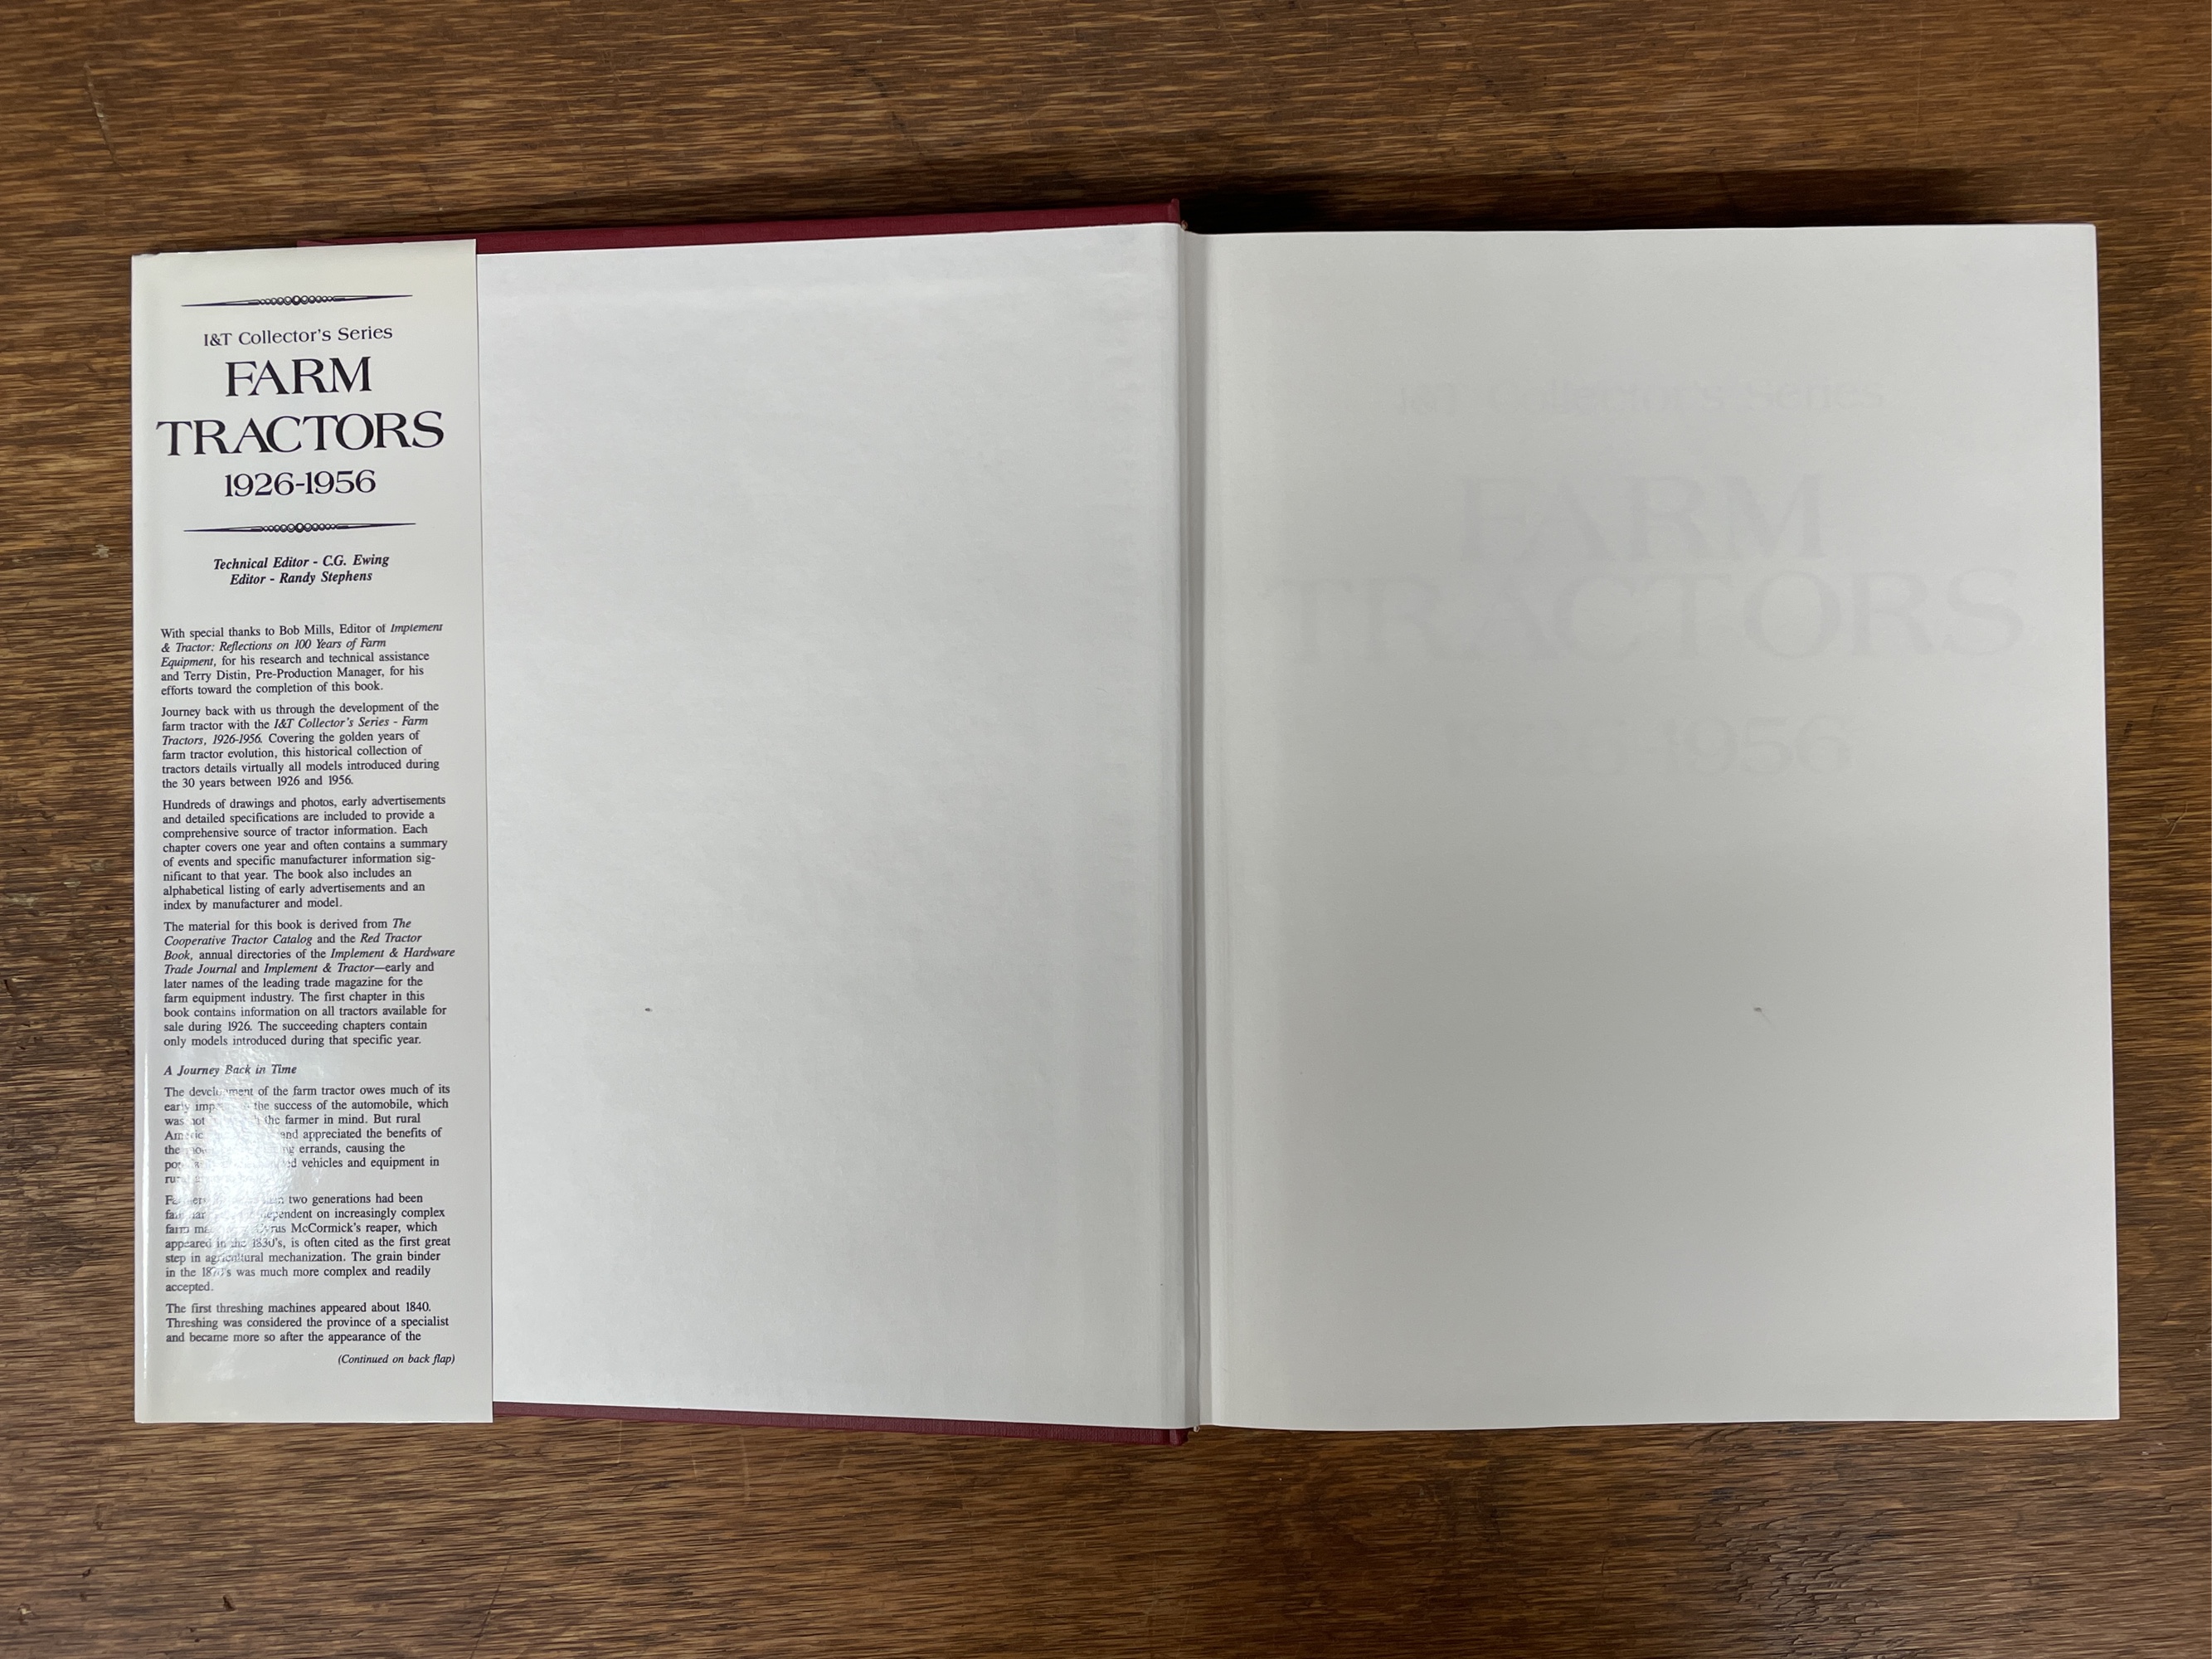 I&T Collector's Series
FARM
TRACTORS
1926-1956
Technical Editor - C.G. Ewing
Editor - Randy Stephens
With special thanks to Bob Mills, Editor of Implement
& Tractor: Reflections on 100 Years of Farm
Equipment, for his research and technical assistance
and Terry Distin, Pre-Production Manager, for his
efforts toward the completion of this book.
Journey back with us through the development of the
farm tractor with the I&T Collector's Series - Farm
Tractors, 1926-1956. Covering the golden years of
farm tractor evolution, this historical collection of
tractors details virtually all models introduced during
the 30 years between 1926 and 1956.
Hundreds of drawings and photos, early advertisements
and detailed specifications are included to provide a
comprehensive source of tractor information. Each
chapter covers one year and often contains a summary
of events and specific manufacturer information sig-
nificant to that year. The book also includes an
alphabetical listing of early advertisements and an
index by manufacturer and model.
The material for this book is derived from The
Cooperative Tractor Catalog and the Red Tractor
Book, annual directories of the Implement & Hardware
Trade Journal and Implement & Tractor—early and
later names of the leading trade magazine for the
farm equipment industry. The first chapter in this
book contains information on all tractors available for
sale during 1926. The succeeding chapters contain
only models introduced during that specific year.
A Journey Back in Time
The development of the farm tractor owes much of its
early the success of the automobile, which
was not the farmer in mind. But rural
and appreciated the benefits of
the errands, causing the
vehicles and equipment in
two generations had been
dependent on increasingly complex
farm McCormick's reaper, which
appeared in the 1830's, is often cited as the first great
step in agricultural mechanization. The grain binder
in the 1870's was much more complex and readily
accepted.
The first threshing machines appeared about 1840.
Threshing was considered the province of a specialist
and became more so after the appearance of the
(Continued on back flap)
I&T Collector's Series
FARM
TRACTORS
1926-1956